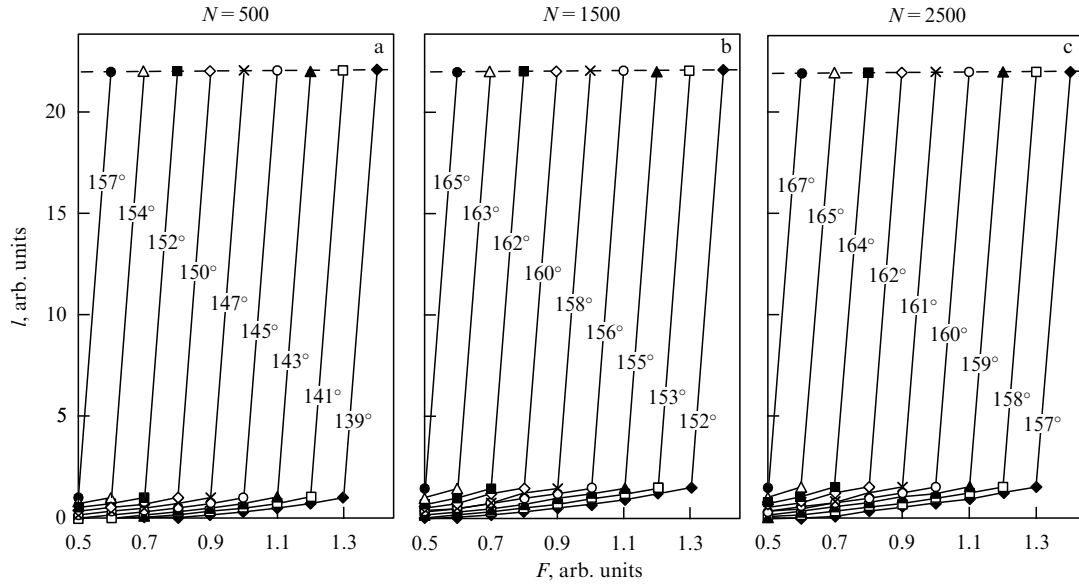 N = 500
N = 1500
N = 2500
a
b
c
l, arb. units
20
15
10
5
0
157°
154°
152°
150°
147°
145°
143°
141°
139°
165°
163°
162°
160°
158°
156°
155°
153°
152°
167°
165°
164°
162°
161°
160°
159°
158°
157°
0.5 0.7 0.9 1.1 1.3
0.5 0.7 0.9 1.1 1.3
0.5 0.7 0.9 1.1 1.3
F, arb. units